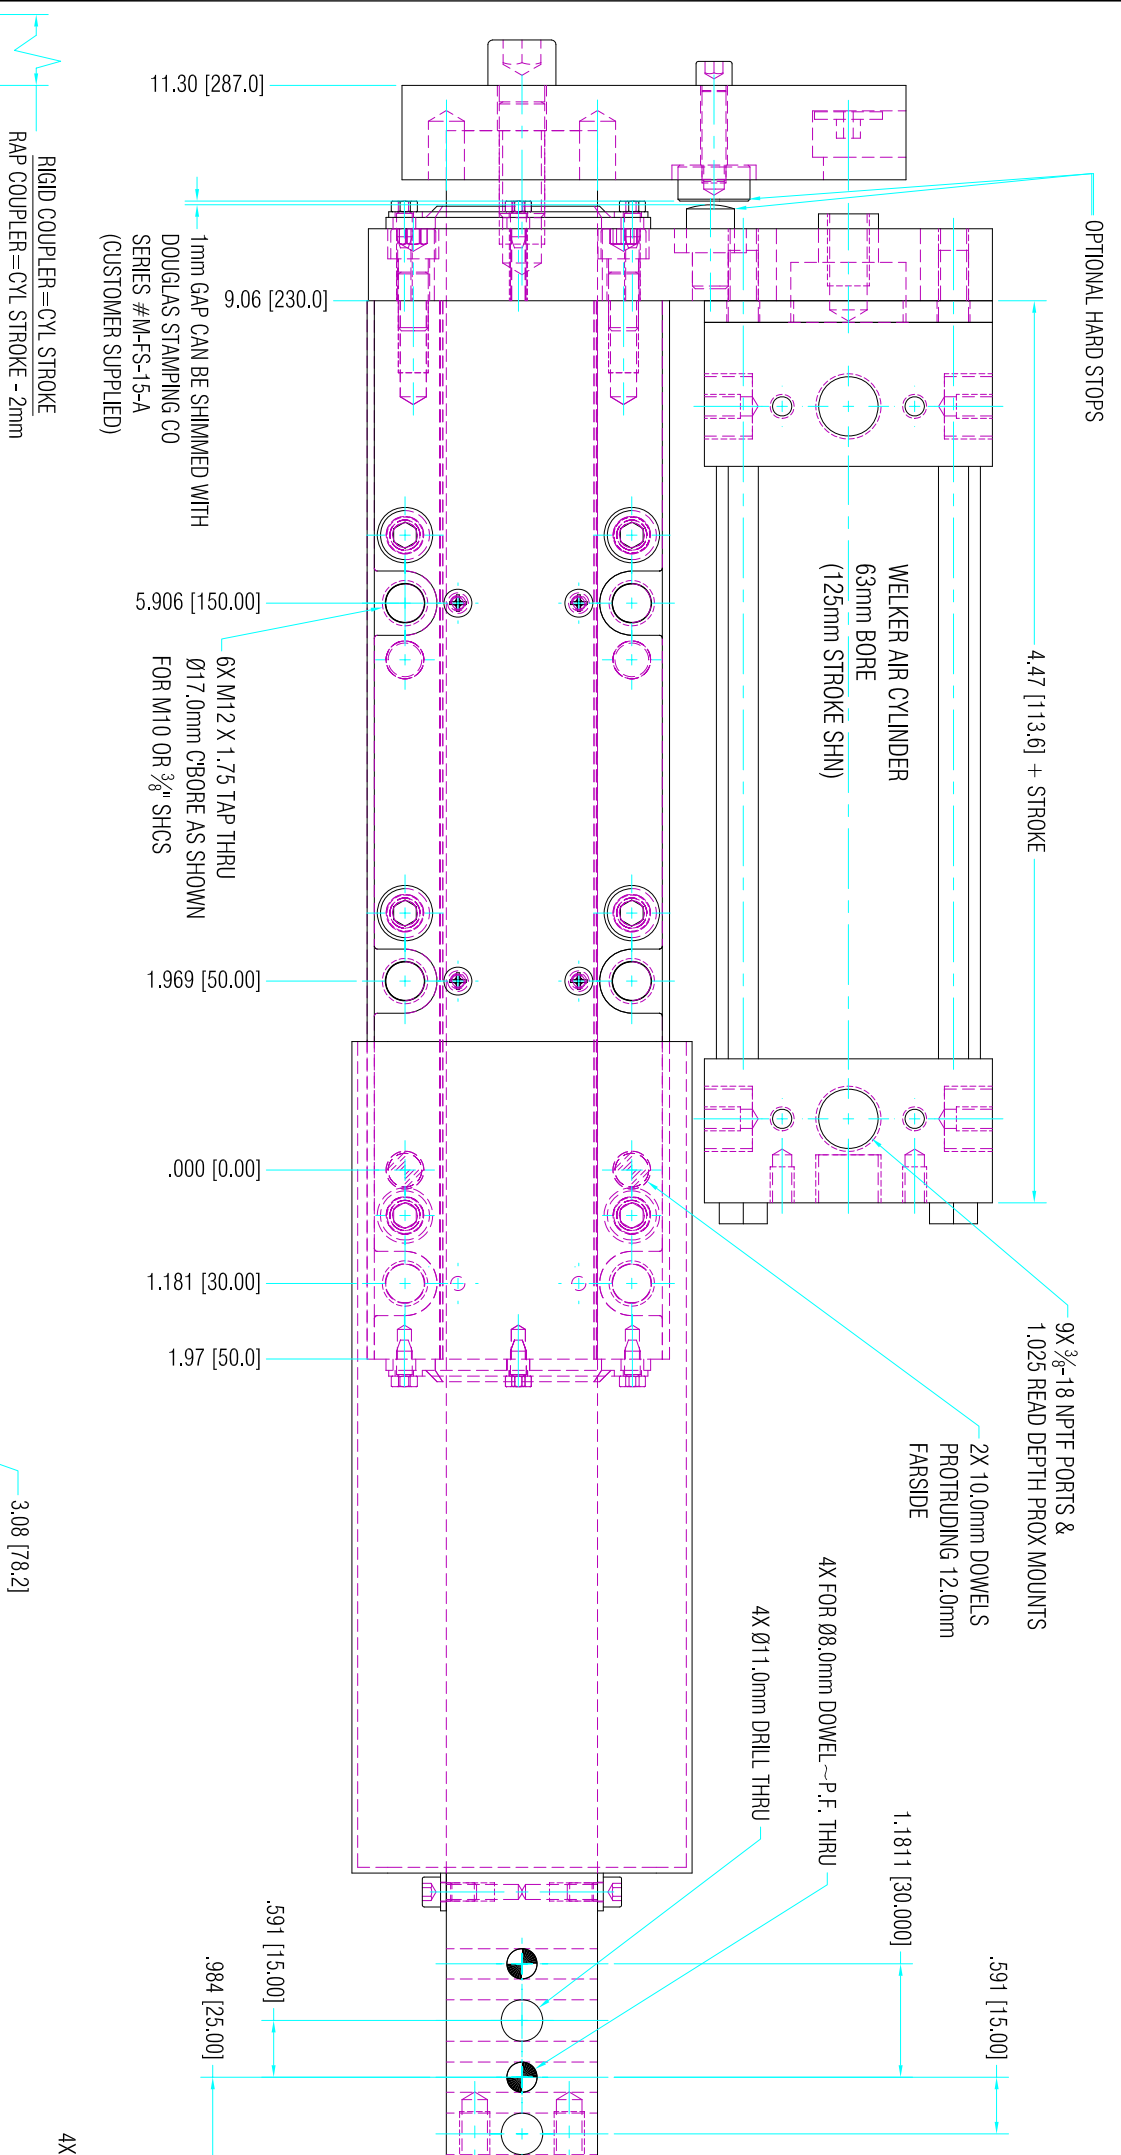 11.30 [287.0]
RIGID COUPLER=CYL STROKE
RAP COUPLER=CYL STROKE - 2mm
1mm GAP CAN BE SHIMMED WITH
DOUGLAS STAMPING CO
SERIES #M-FS-15-A
(CUSTOMER SUPPLIED)
9.06 [230.0]
OPTIONAL HARD STOPS
WELKER AIR CYLINDER
63mm BORE
(125mm STROKE SHN)
4.47 [113.6] + STROKE
5.906 [150.00]
6X M12 X 1.75 TAP THRU
Ø17.0mm C'BORE AS SHOWN
FOR M10 OR 3/8" SHCS
1.969 [50.00]
.000 [0.00]
1.181 [30.00]
1.97 [50.0]
9X 3/8-18 NPTF PORTS &
1.025 READ DEPTH PROX MOUNTS
2X 10.0mm DOWELS
PROTRUDING 12.0mm
FARSIDE
3.08 [78.2]
4X FOR Ø8.0mm DOWEL~P.F. THRU
4X Ø11.0mm DRILL THRU
1.1811 [30.000]
.591 [15.00]
.591 [15.00]
.984 [25.00]
4X